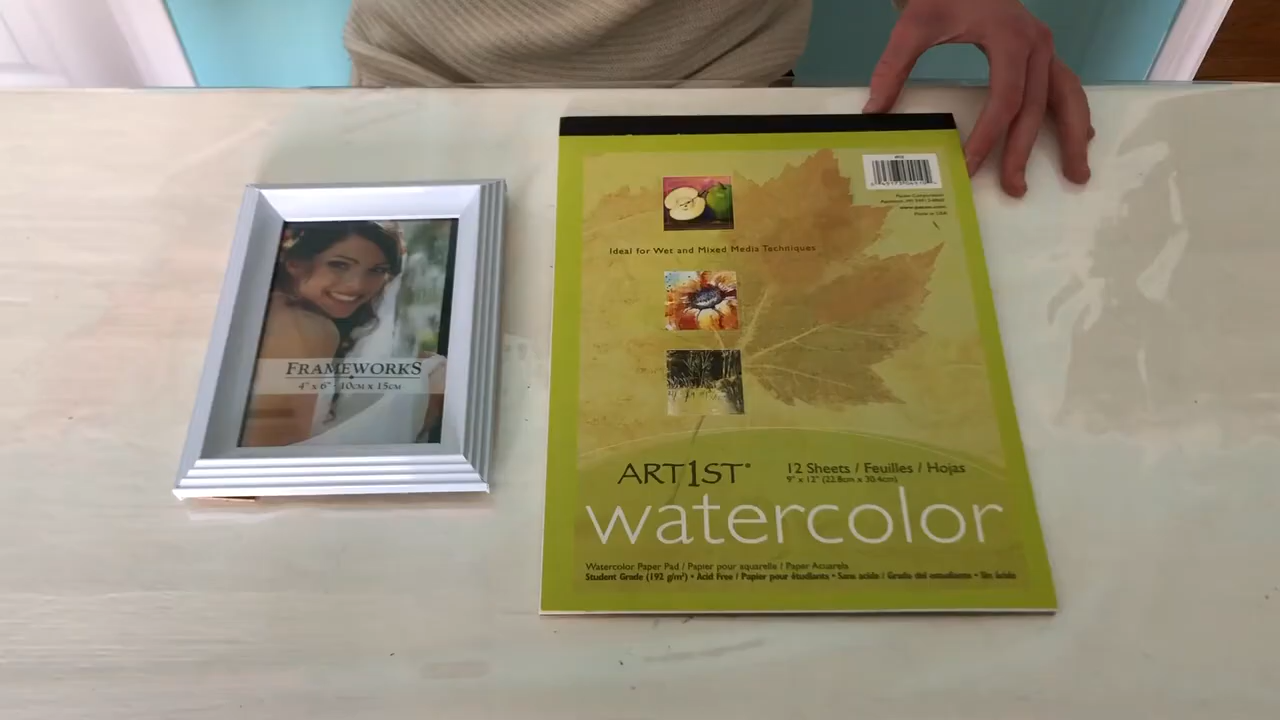 FRAMEWORKS
4" x 6" · 10CM x 15CM
Ideal for Wet and Mixed Media Techniques
ART1ST®
12 Sheets / Feuilles / Hojas
9" x 12" (22.8cm x 30.4cm)
watercolor
Watercolor Paper Pad / Papier pour aquarelle / Papel Acuarela
Student Grade (192 g/m²) • Acid Free / Papier pour étudiants • Sans acide / Grado del estudiantes • Sin ácido